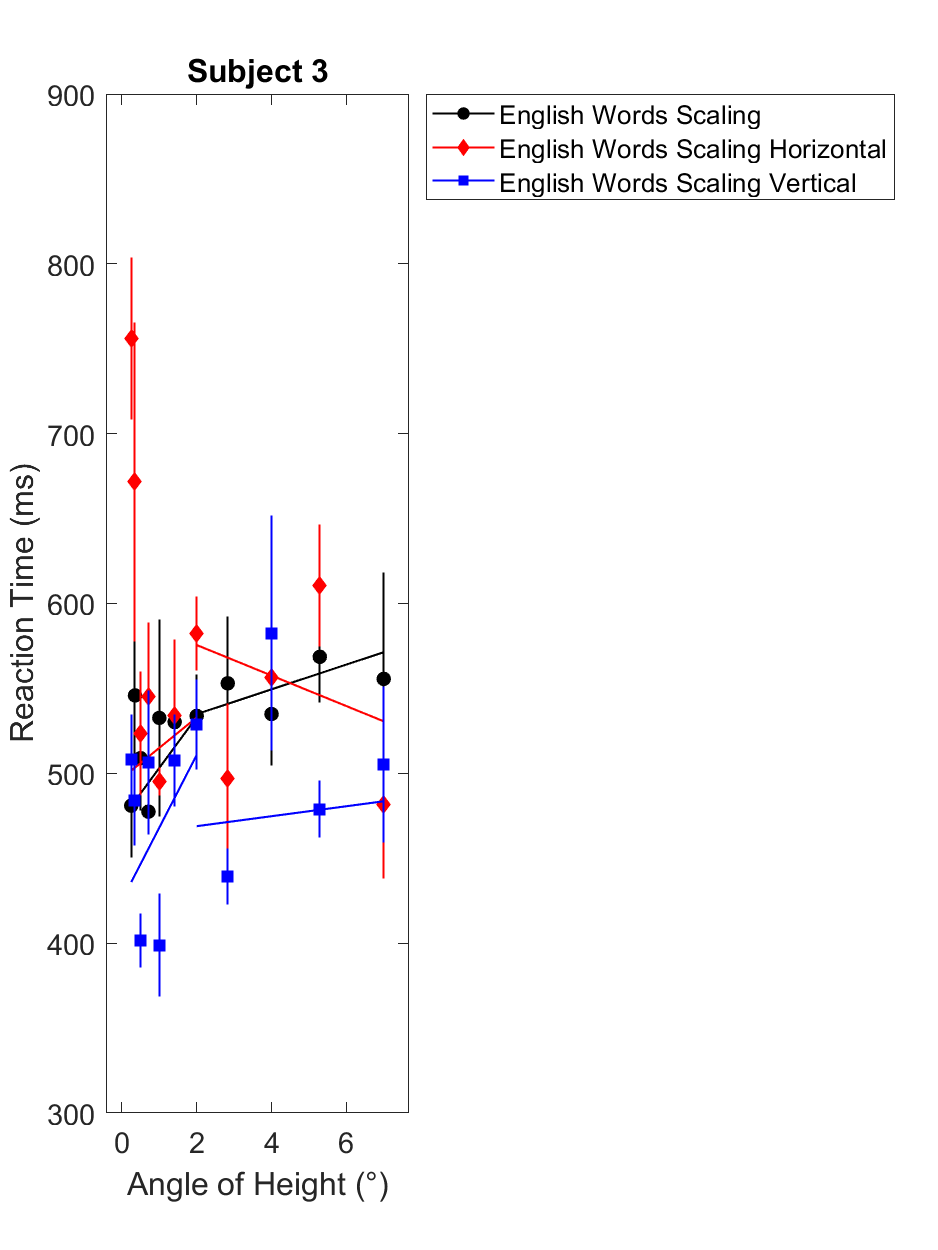 Subject 3
900
800
700
600
500
400
300
0 2 4 6
Reaction Time (ms)
Angle of Height (°)
English Words Scaling
English Words Scaling Horizontal
English Words Scaling Vertical